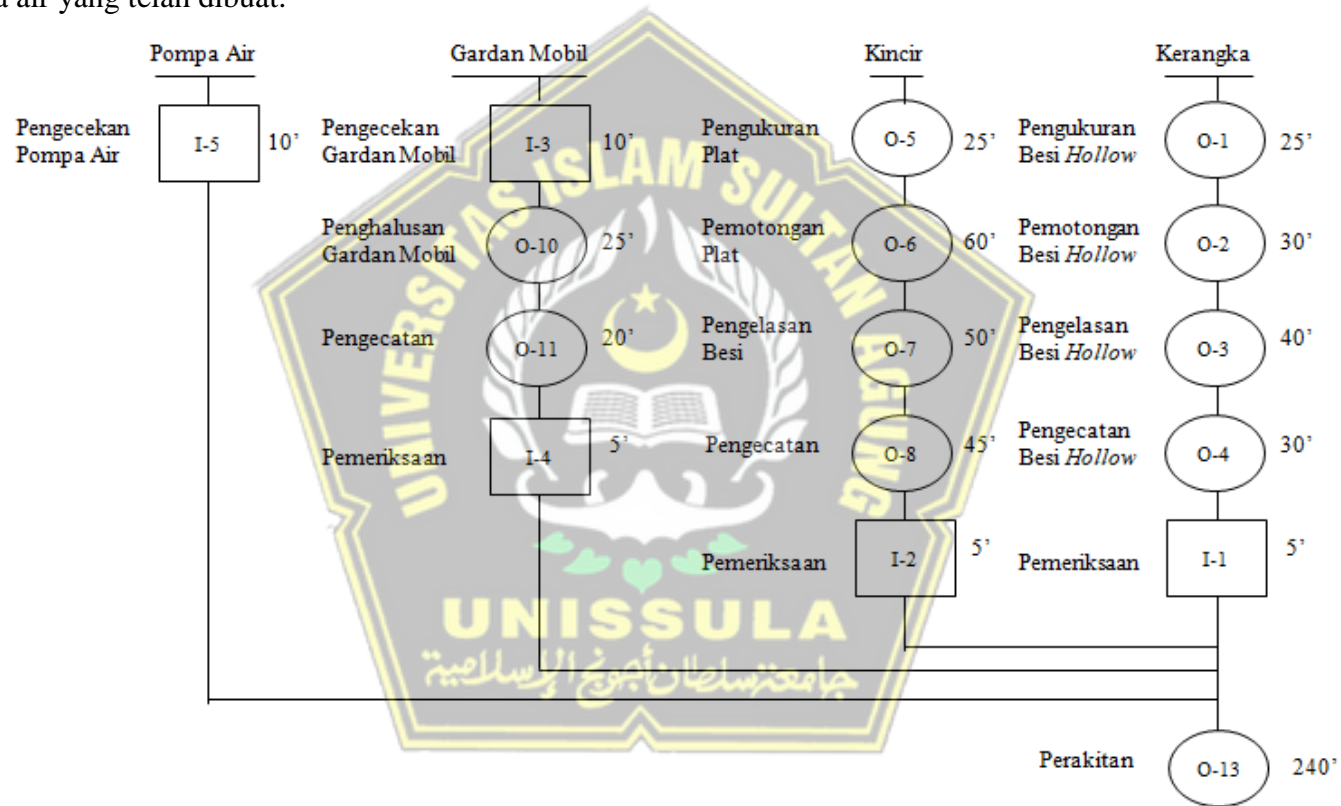 a air yang telah dibuat.
Pompa Air
Gardan Mobil
Kincir
Kerangka
Pengecekan
Pompa Air
I-5
10’
Pengecekan
Gardan Mobil
I-3
10’
Pengukuran
Plat
O-5
25’
Pengukuran
Besi Hollow
O-1
25’
Penghalusan
Gardan Mobil
O-10
25’
Pemotongan
Plat
O-6
60’
Pemotongan
Besi Hollow
O-2
30’
Pengecatan
O-11
20’
Pengelasan
Besi
O-7
50’
Pengelasan
Besi Hollow
O-3
40’
Pemeriksaan
I-4
5’
Pengecatan
O-8
45’
Pengecatan
Besi Hollow
O-4
30’
Pemeriksaan
I-2
5’
Pemeriksaan
I-1
5’
Perakitan
O-13
240’
UNIVERSITAS ISLAM SULTAN AGUNG
UNISSULA
جامعة سلطان أجونج الإسلامية